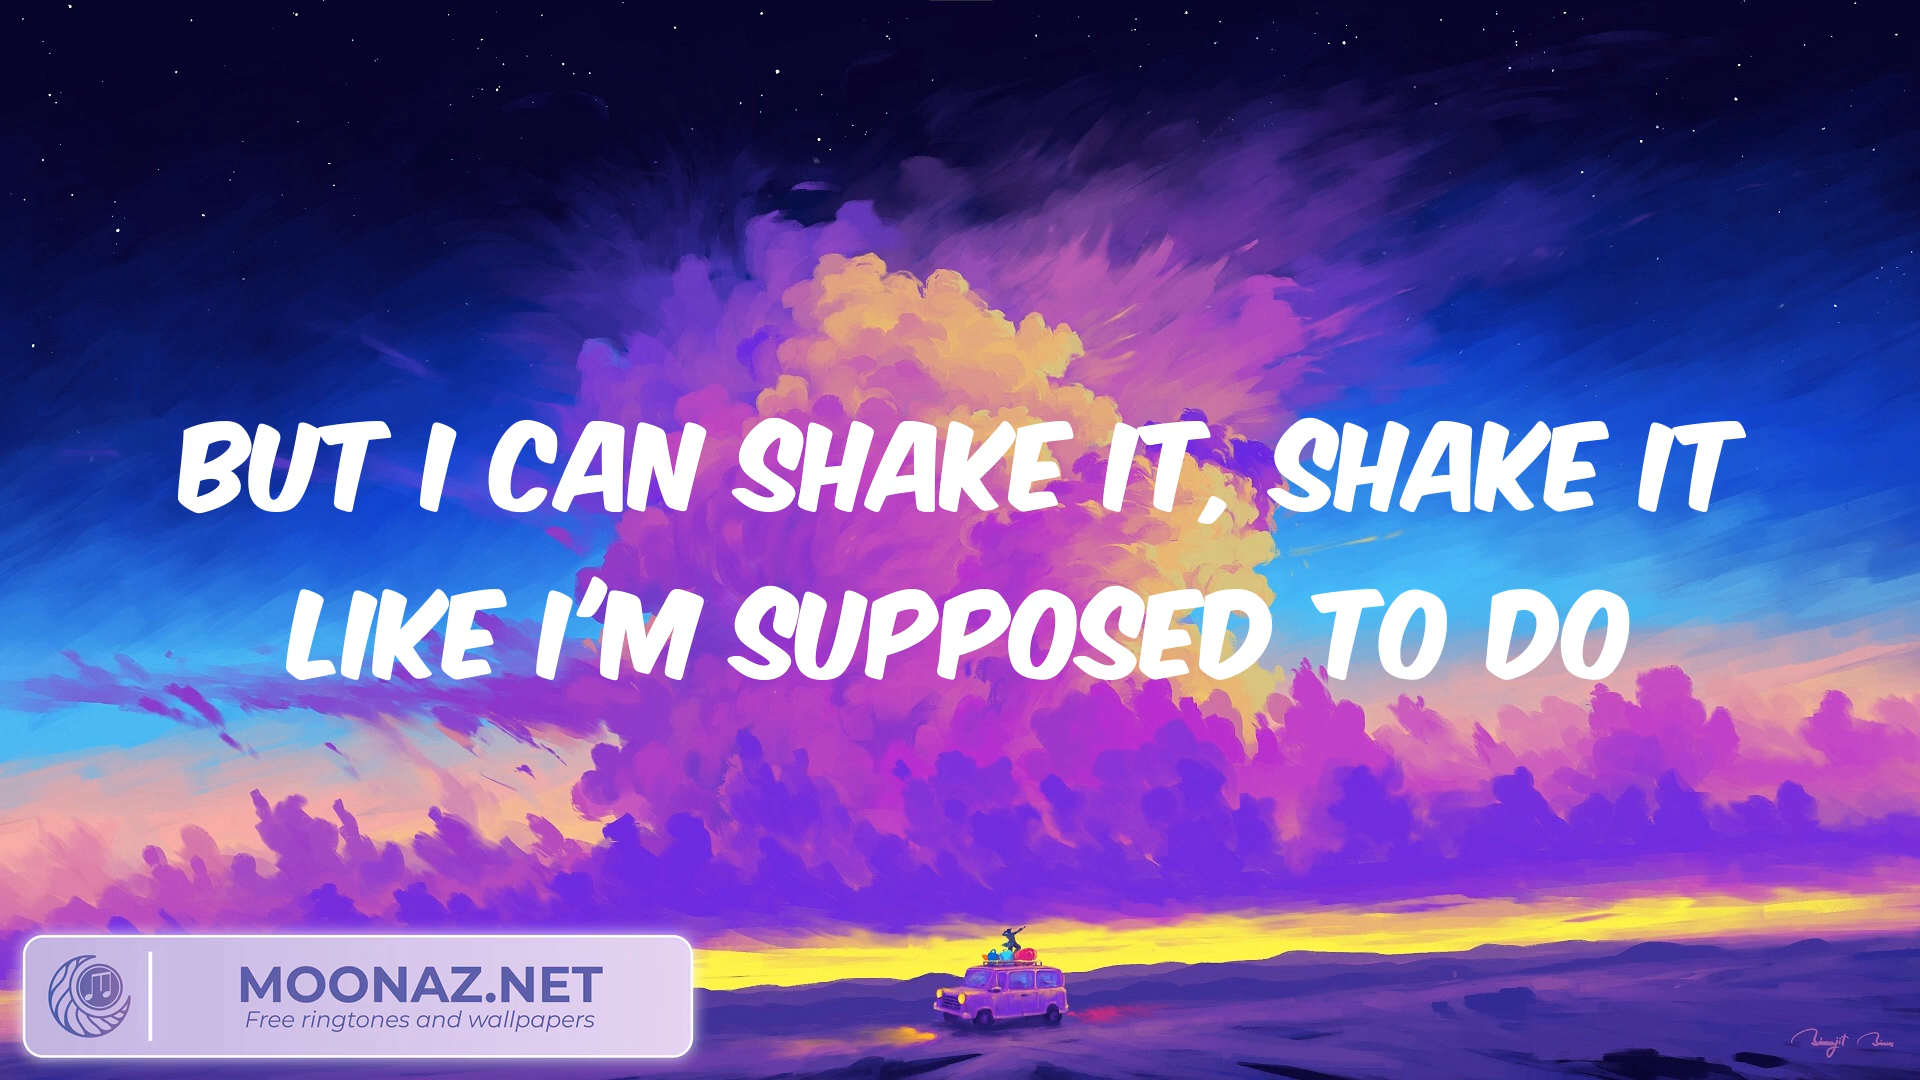 BUT I CAN SHAKE IT, SHAKE IT
LIKE I'M SUPPOSED TO DO
MOONAZ.NET
Free ringtones and wallpapers